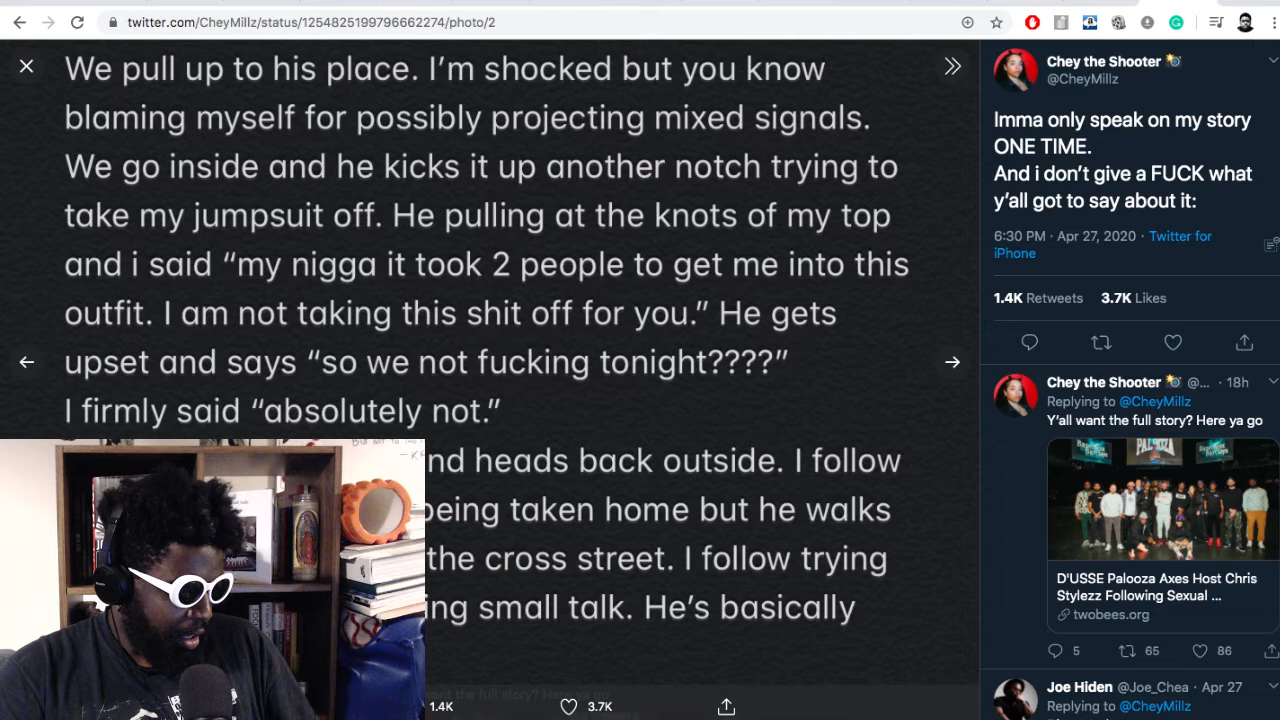 twitter.com/CheyMillz/status/1254825199796662274/photo/2
We pull up to his place. I’m shocked but you know
blaming myself for possibly projecting mixed signals.
We go inside and he kicks it up another notch trying to
take my jumpsuit off. He pulling at the knots of my top
and i said “my nigga it took 2 people to get me into this
outfit. I am not taking this shit off for you.” He gets
upset and says “so we not fucking tonight????”
I firmly said “absolutely not.”
nd heads back outside. I follow
being taken home but he walks
the cross street. I follow trying
ing small talk. He’s basically
want the full story? Here ya go
1.4K
3.7K
Chey the Shooter
@CheyMillz
Imma only speak on my story
ONE TIME.
And i don’t give a FUCK what
y’all got to say about it:
6:30 PM · Apr 27, 2020 · Twitter for
iPhone
1.4K Retweets 3.7K Likes
Chey the Shooter @... · 18h
Replying to @CheyMillz
Y’all want the full story? Here ya go
PALOOZA
D'USSE Palooza Axes Host Chris
Stylezz Following Sexual ...
twobees.org
5 65 86
Joe Hiden @Joe_Chea · Apr 27
Replying to @CheyMillz